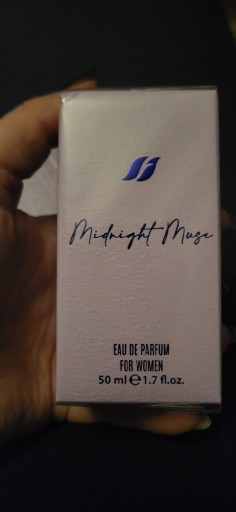 Midnight Muse
EAU DE PARFUM
FOR WOMEN
50 ml ℮ 1.7 fl.oz.